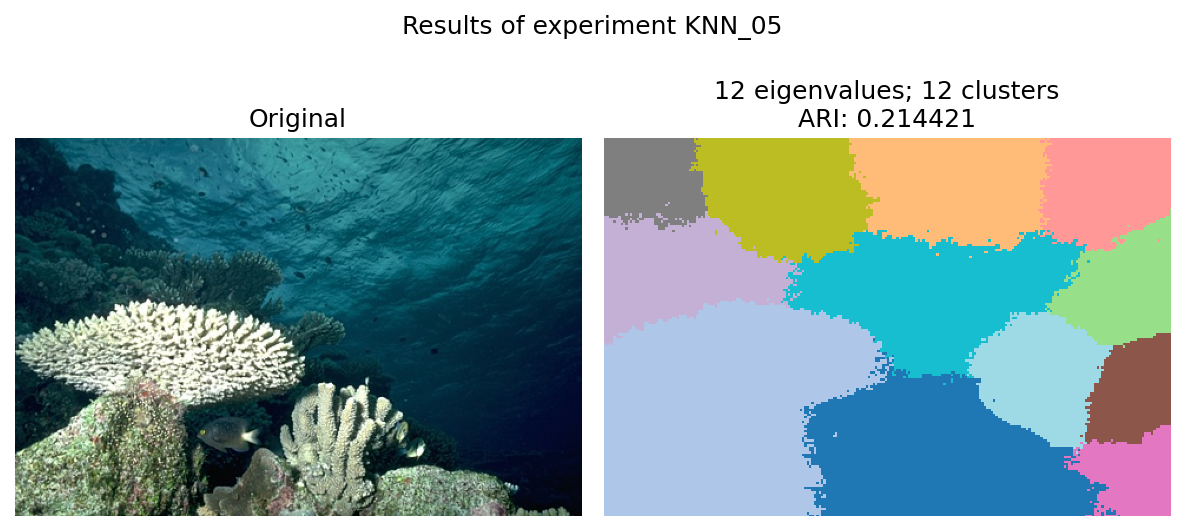 Results of experiment KNN_05
Original
12 eigenvalues; 12 clusters
ARI: 0.214421